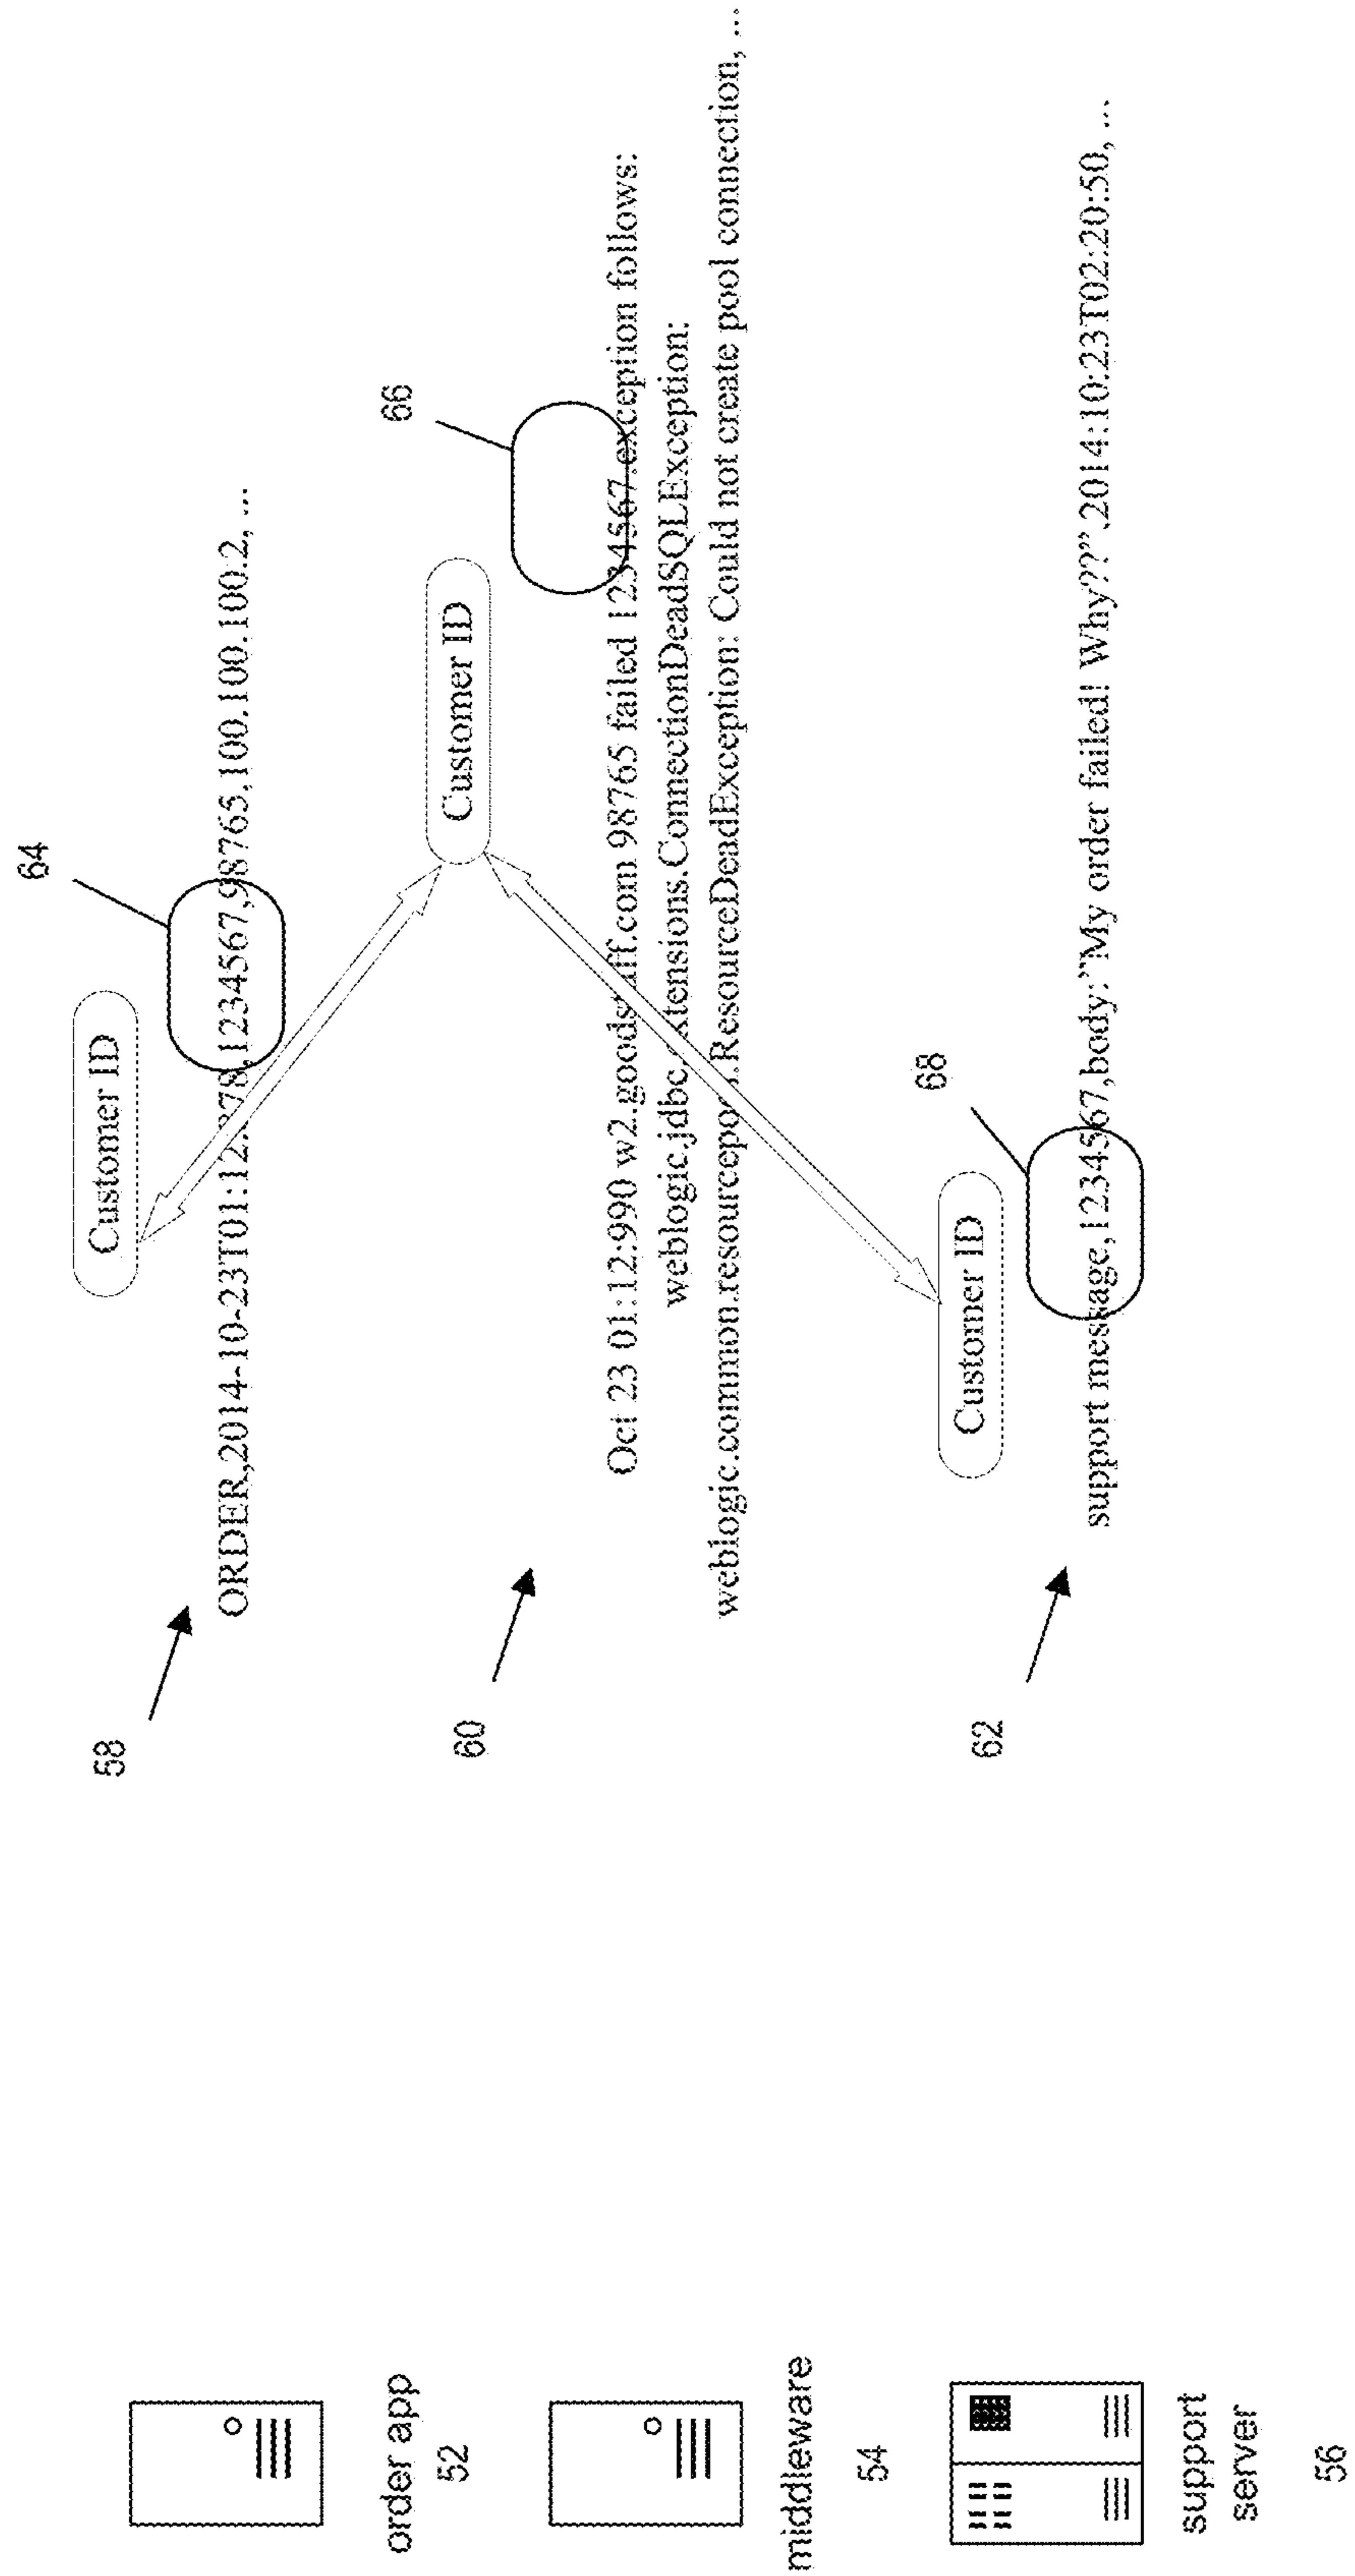 order app
52
64
Customer ID
58
ORDER,2014-10-23T01:12:878,1234567,98765,100.100.100.2, ...
middleware
54
66
Customer ID
60
Oct 23 01:12:990 w2.goodstuff.com 98765 failed 1234567.exception follows:
weblogic.jdbc.extensions.ConnectionDeadSQLException:
weblogic.common.resourcepool.ResourceDeadException: Could not create pool connection, ...
support
server
56
68
Customer ID
62
support message,1234567,body:"My order failed! Why??",2014:10:23T02:20:50, ...